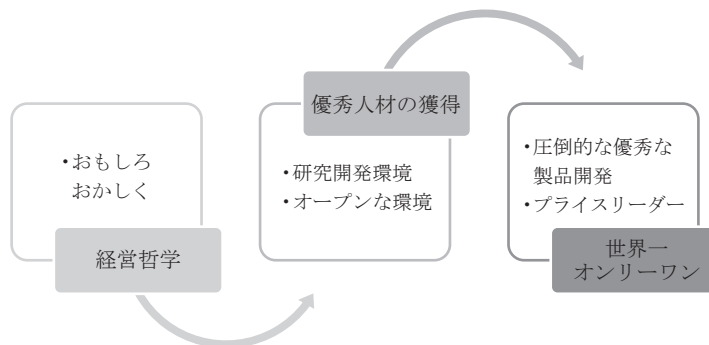 ・おもしろ
おかしく
経営哲学
優秀人材の獲得
・研究開発環境
・オープンな環境
・圧倒的な優秀な
製品開発
・プライスリーダー
世界一
オンリーワン